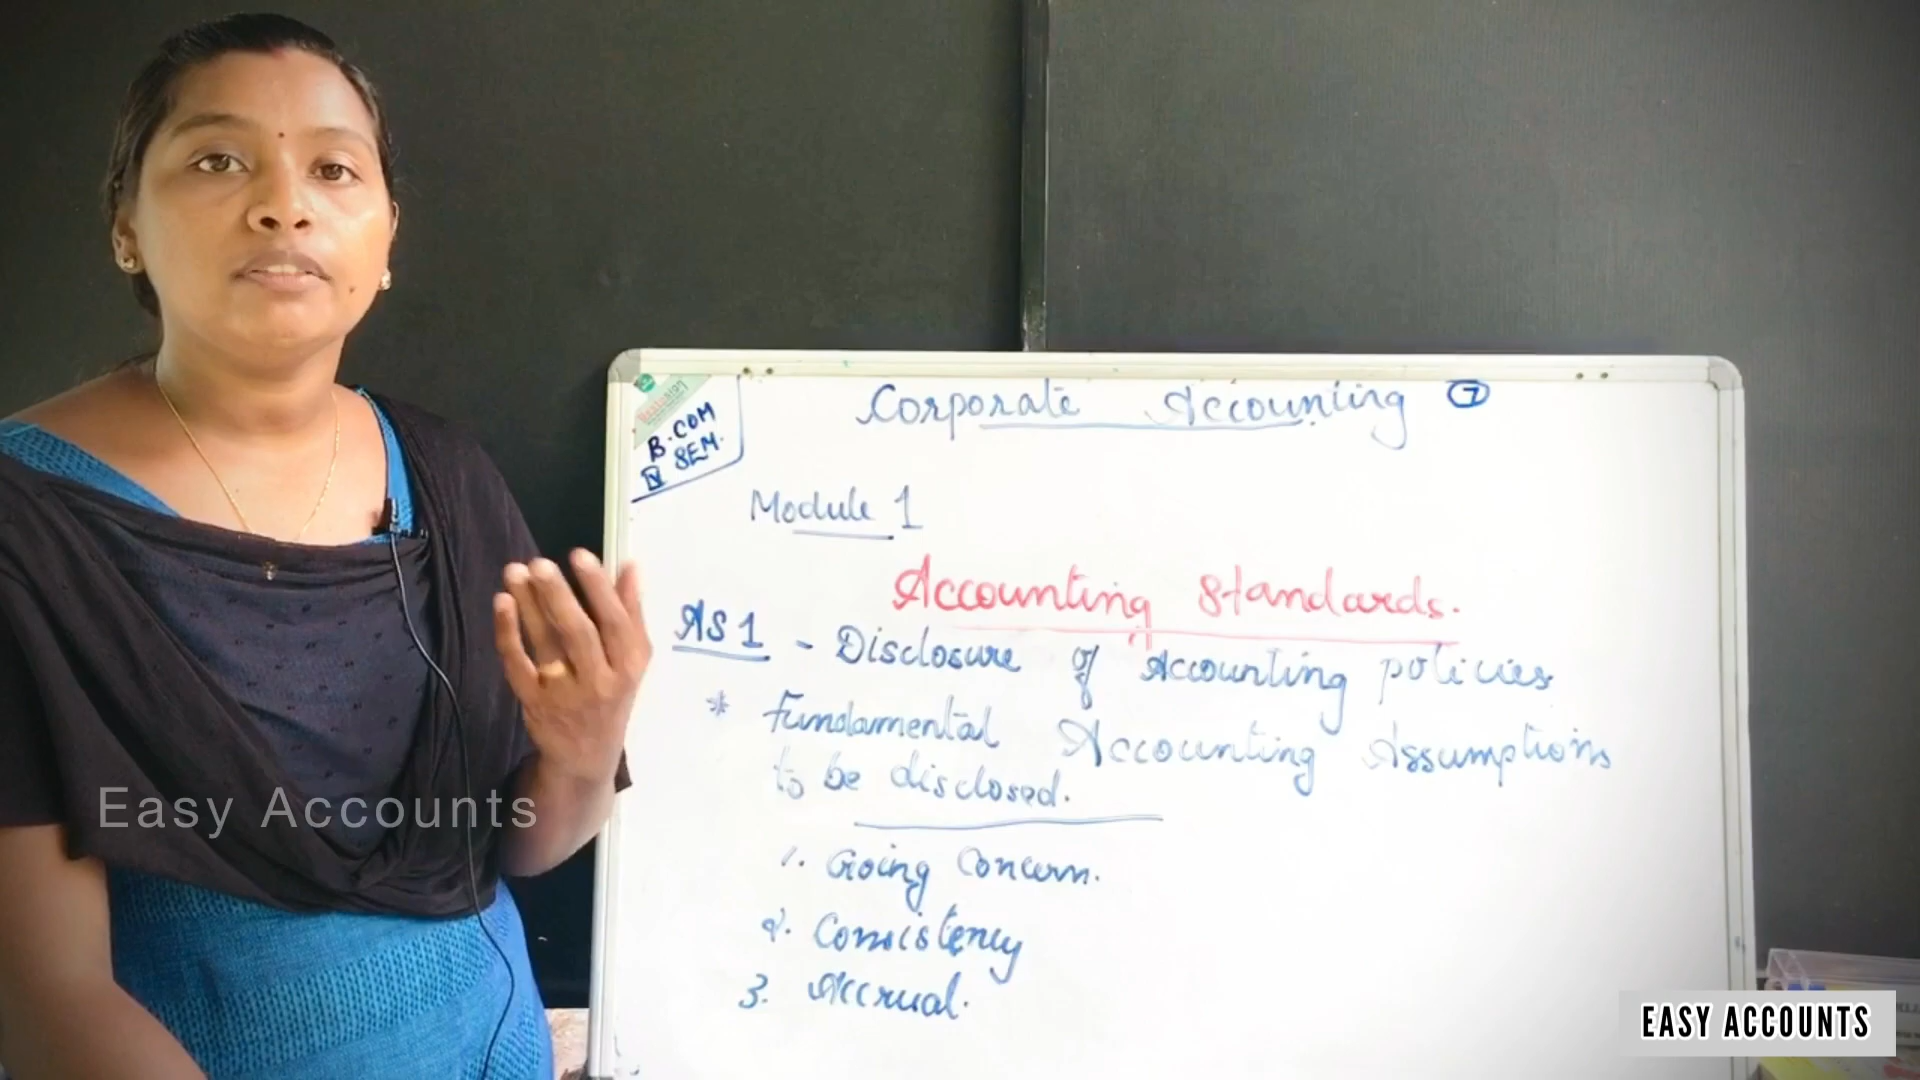 Corporate Accounting 7
B.COM
IV SEM.
Module 1
Accounting Standards.
AS 1 - Disclosure of Accounting policies
* Fundamental Accounting Assumptions
to be disclosed.
1. Going Concern.
2. Consistency
3. Accrual.
Easy Accounts
EASY ACCOUNTS